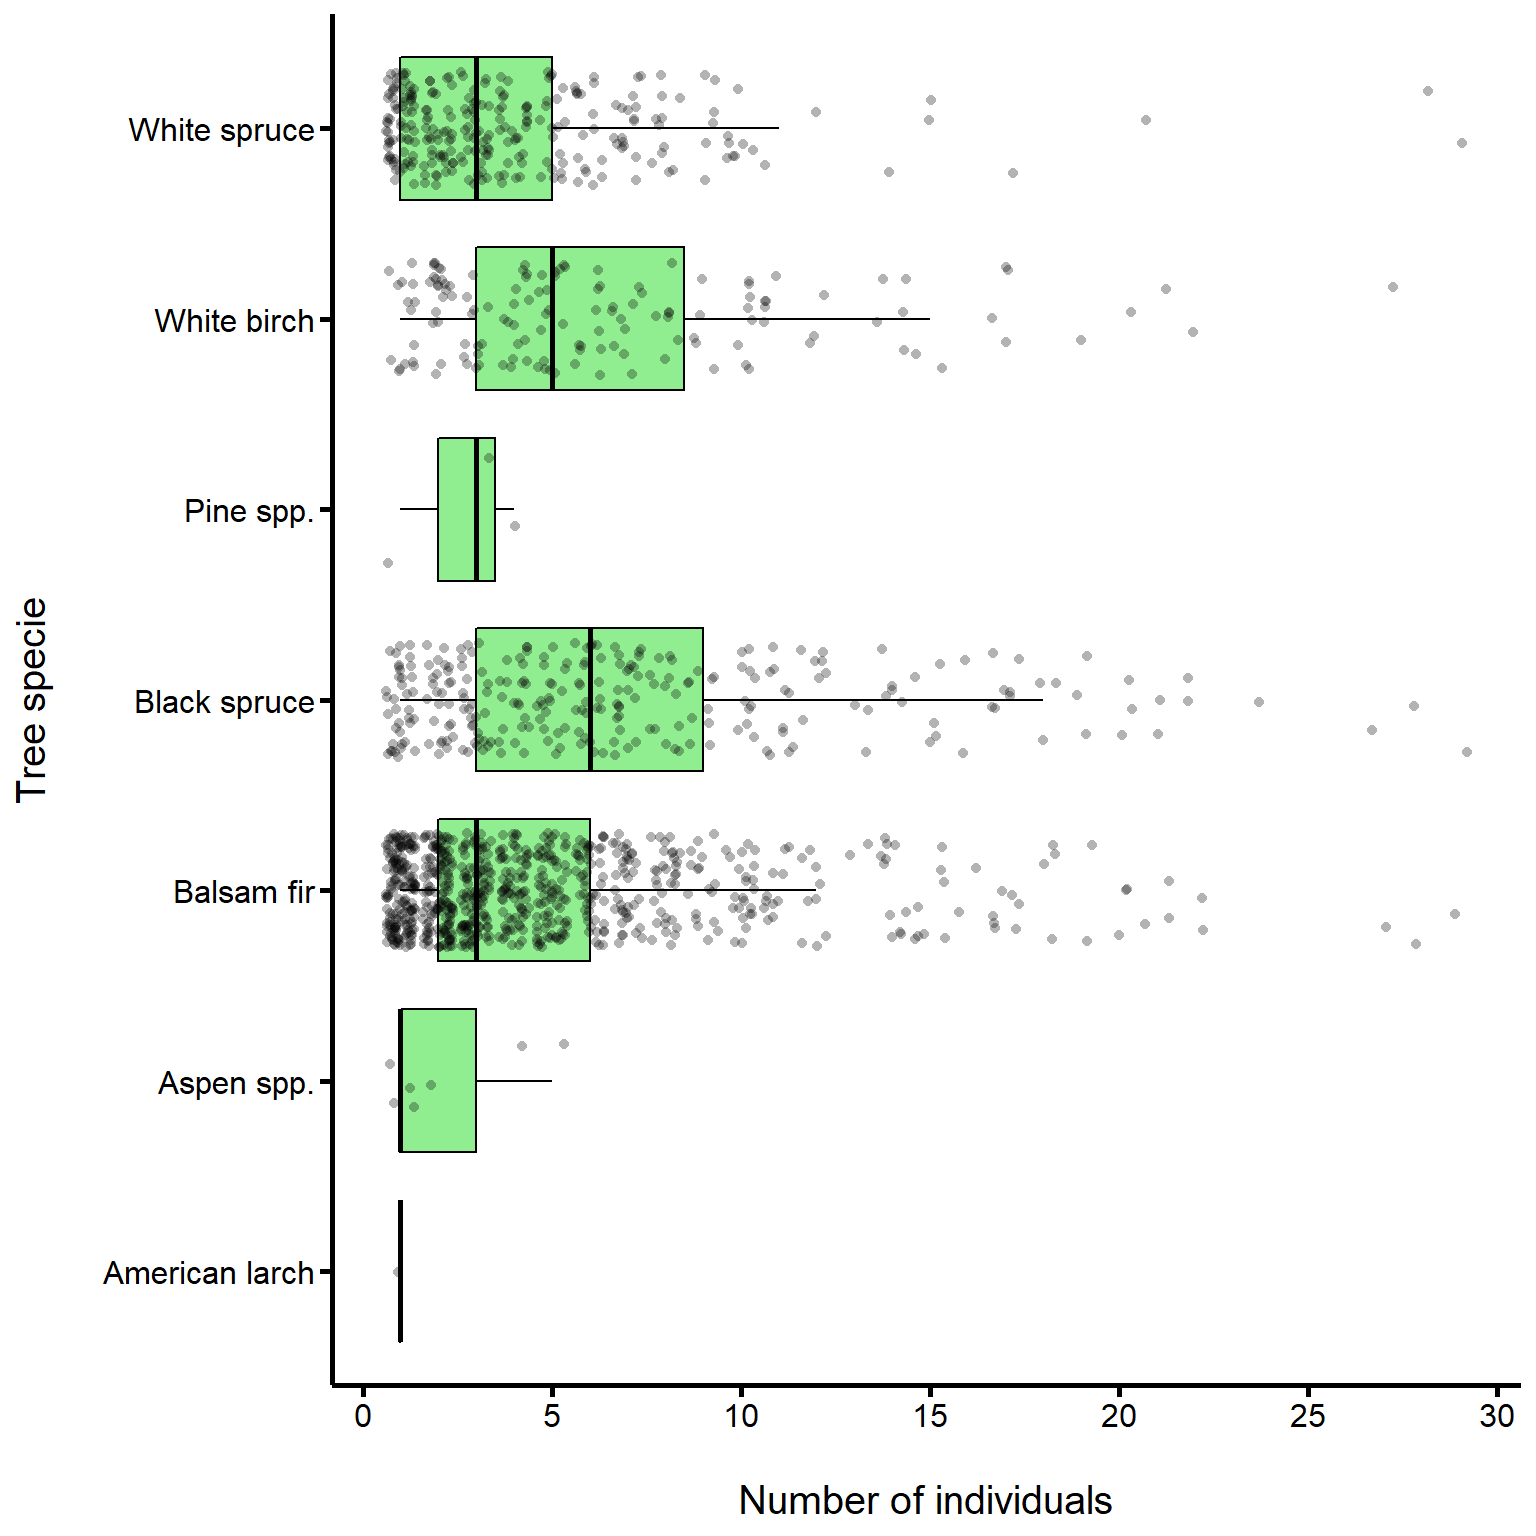 Tree specie
White spruce
White birch
Pine spp.
Black spruce
Balsam fir
Aspen spp.
American larch
0 5 10 15 20 25 30
Number of individuals